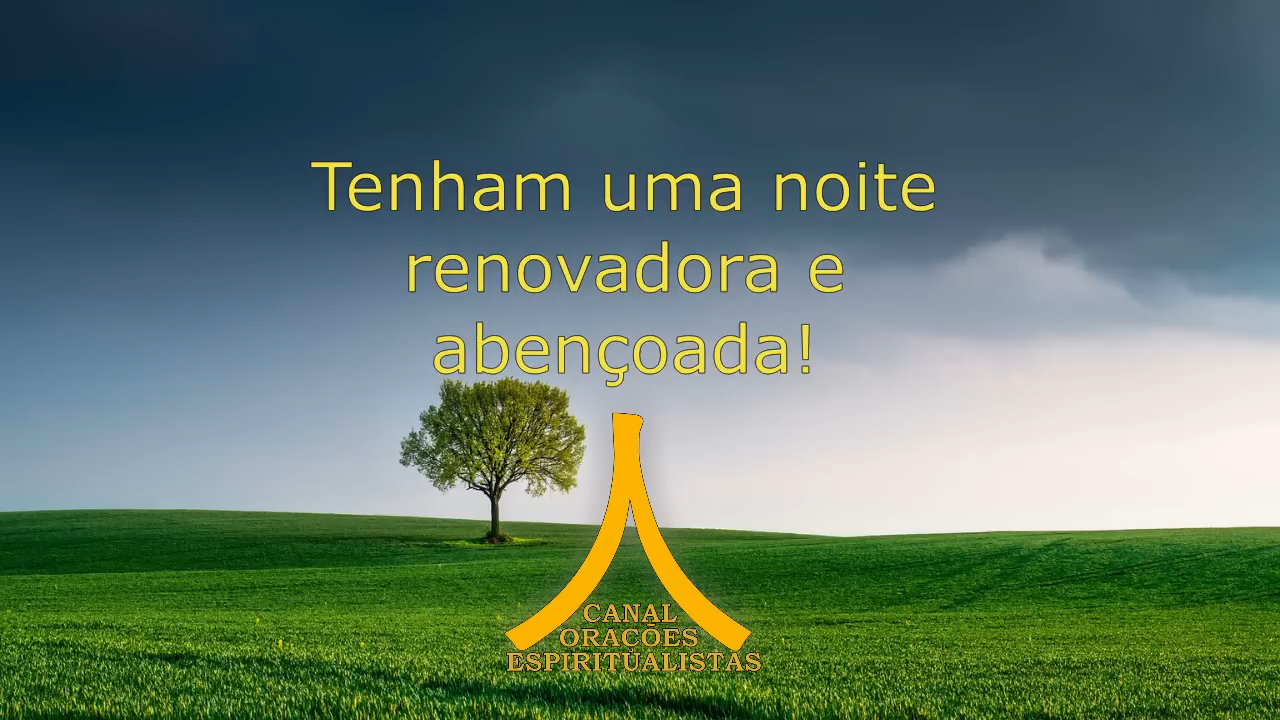 Tenham uma noite
renovadora e
abençoada!
CANAL
ORAÇÕES
ESPIRITUALISTAS